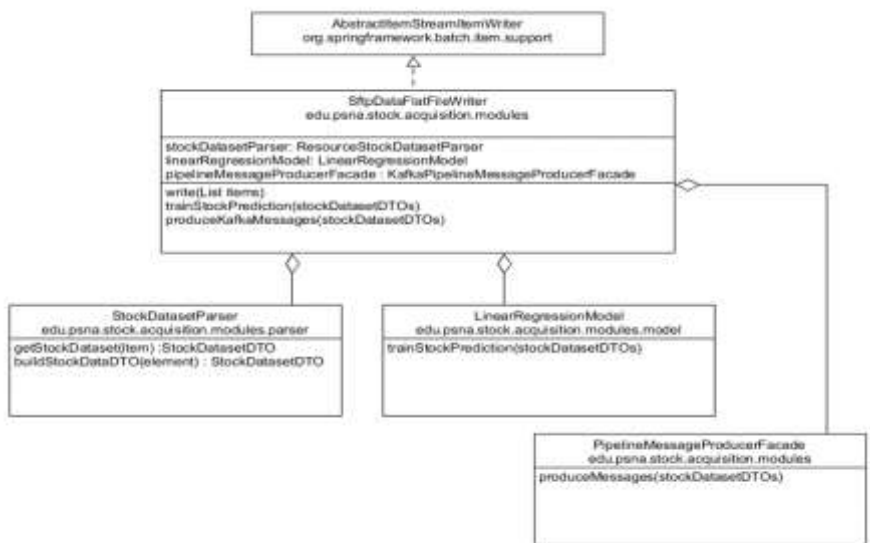 AbstractItemStreamItemWriter
org.springframework.batch.item.support
SftpDataFlatFileWriter
edu.psna.stock.acquisition.modules
stockDatasetParser: ResourceStockDatasetParser
linearRegressionModel: LinearRegressionModel
pipelineMessageProducerFacade : KafkaPipelineMessageProducerFacade
write(List items)
trainStockPrediction(stockDatasetDTOs)
produceKafkaMessages(stockDatasetDTOs)
StockDatasetParser
edu.psna.stock.acquisition.modules.parser
getStockDataset(item) :StockDatasetDTO
buildStockDataDTO(element) : StockDatasetDTO
LinearRegressionModel
edu.psna.stock.acquisition.modules.model
trainStockPrediction(stockDatasetDTOs)
PipelineMessageProducerFacade
edu.psna.stock.acquisition.modules
produceMessages(stockDatasetDTOs)